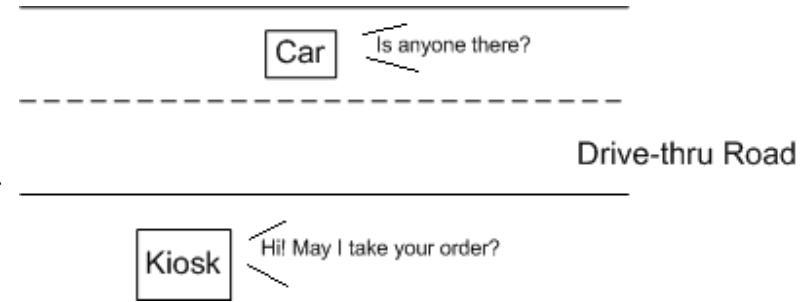 Car
Is anyone there?
Drive-thru Road
Kiosk
Hi! May I take your order?